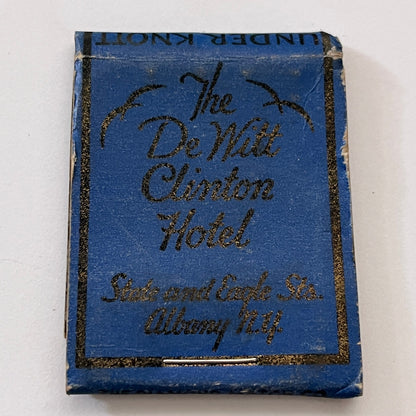 UNDER KNOTT
The
De Witt
Clinton
Hotel
State and Eagle Sts.
Albany N.Y.